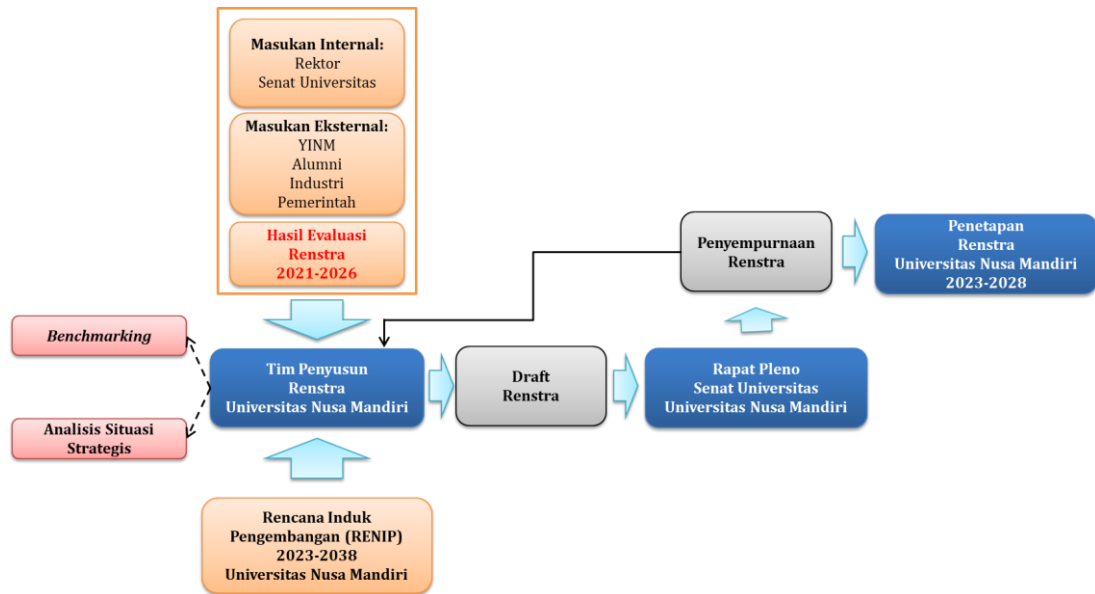 Masukan Internal:
Rektor
Senat Universitas
Masukan Eksternal:
YINM
Alumni
Industri
Pemerintah
Hasil Evaluasi
Renstra
2021-2026
Penyempurnaan
Renstra
Penetapan
Renstra
Universitas Nusa Mandiri
2023-2028
Benchmarking
Analisis Situasi
Strategis
Tim Penyusun
Renstra
Universitas Nusa Mandiri
Draft
Renstra
Rapat Pleno
Senat Universitas
Universitas Nusa Mandiri
Rencana Induk
Pengembangan (RENIP)
2023-2038
Universitas Nusa Mandiri